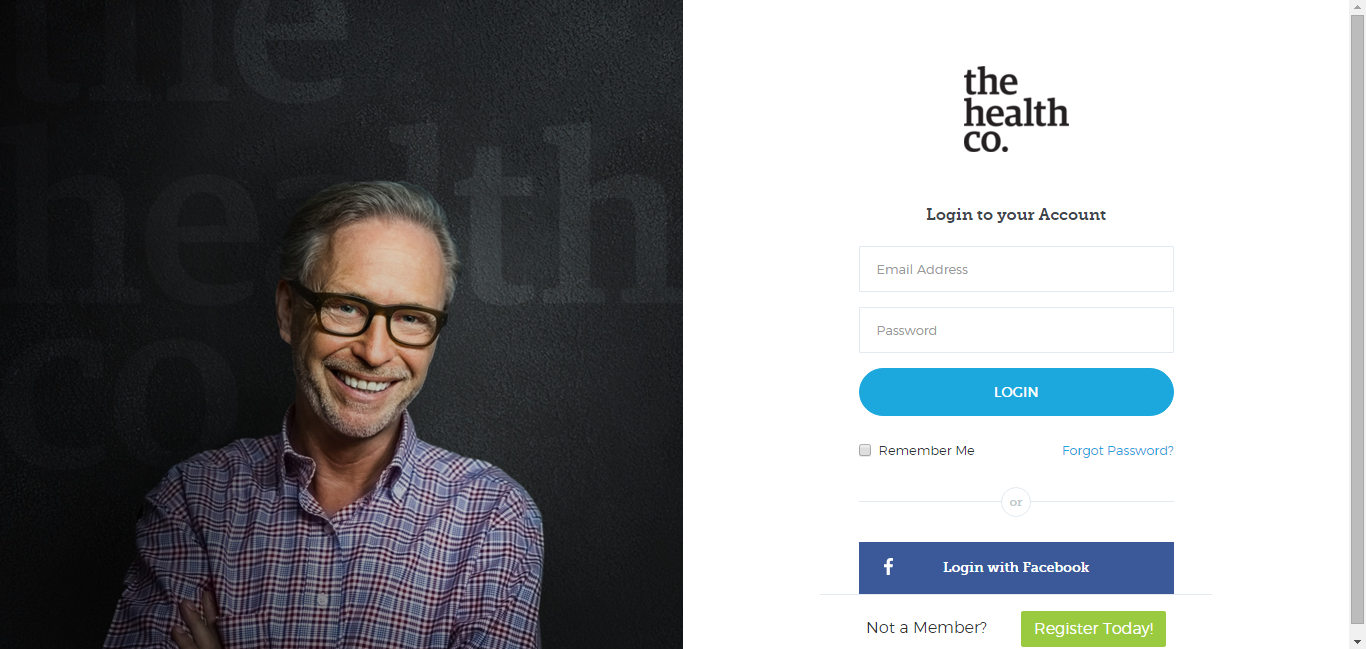 the
health
co.
the
health
co.
Login to your Account
Email Address
Password
LOGIN
Remember Me
Forgot Password?
or
f
Login with Facebook
Not a Member?
Register Today!